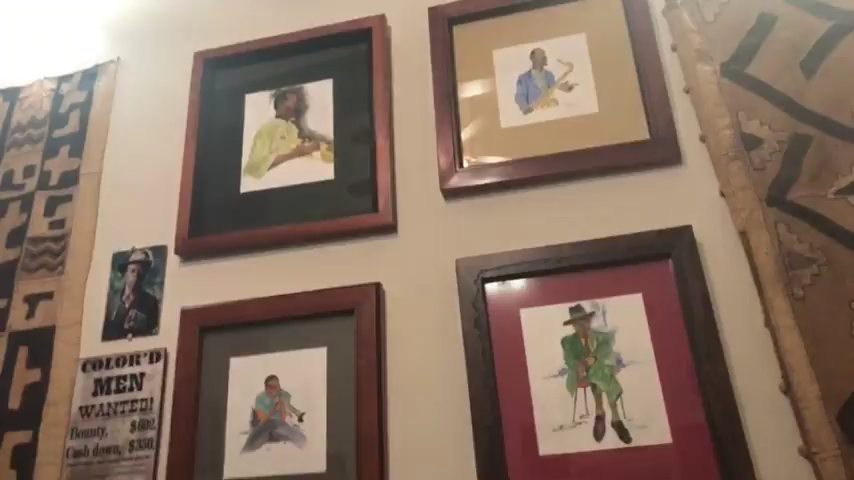 COLOR'D
MEN
WANTED!
Bounty, $602.
Cash down, $350.